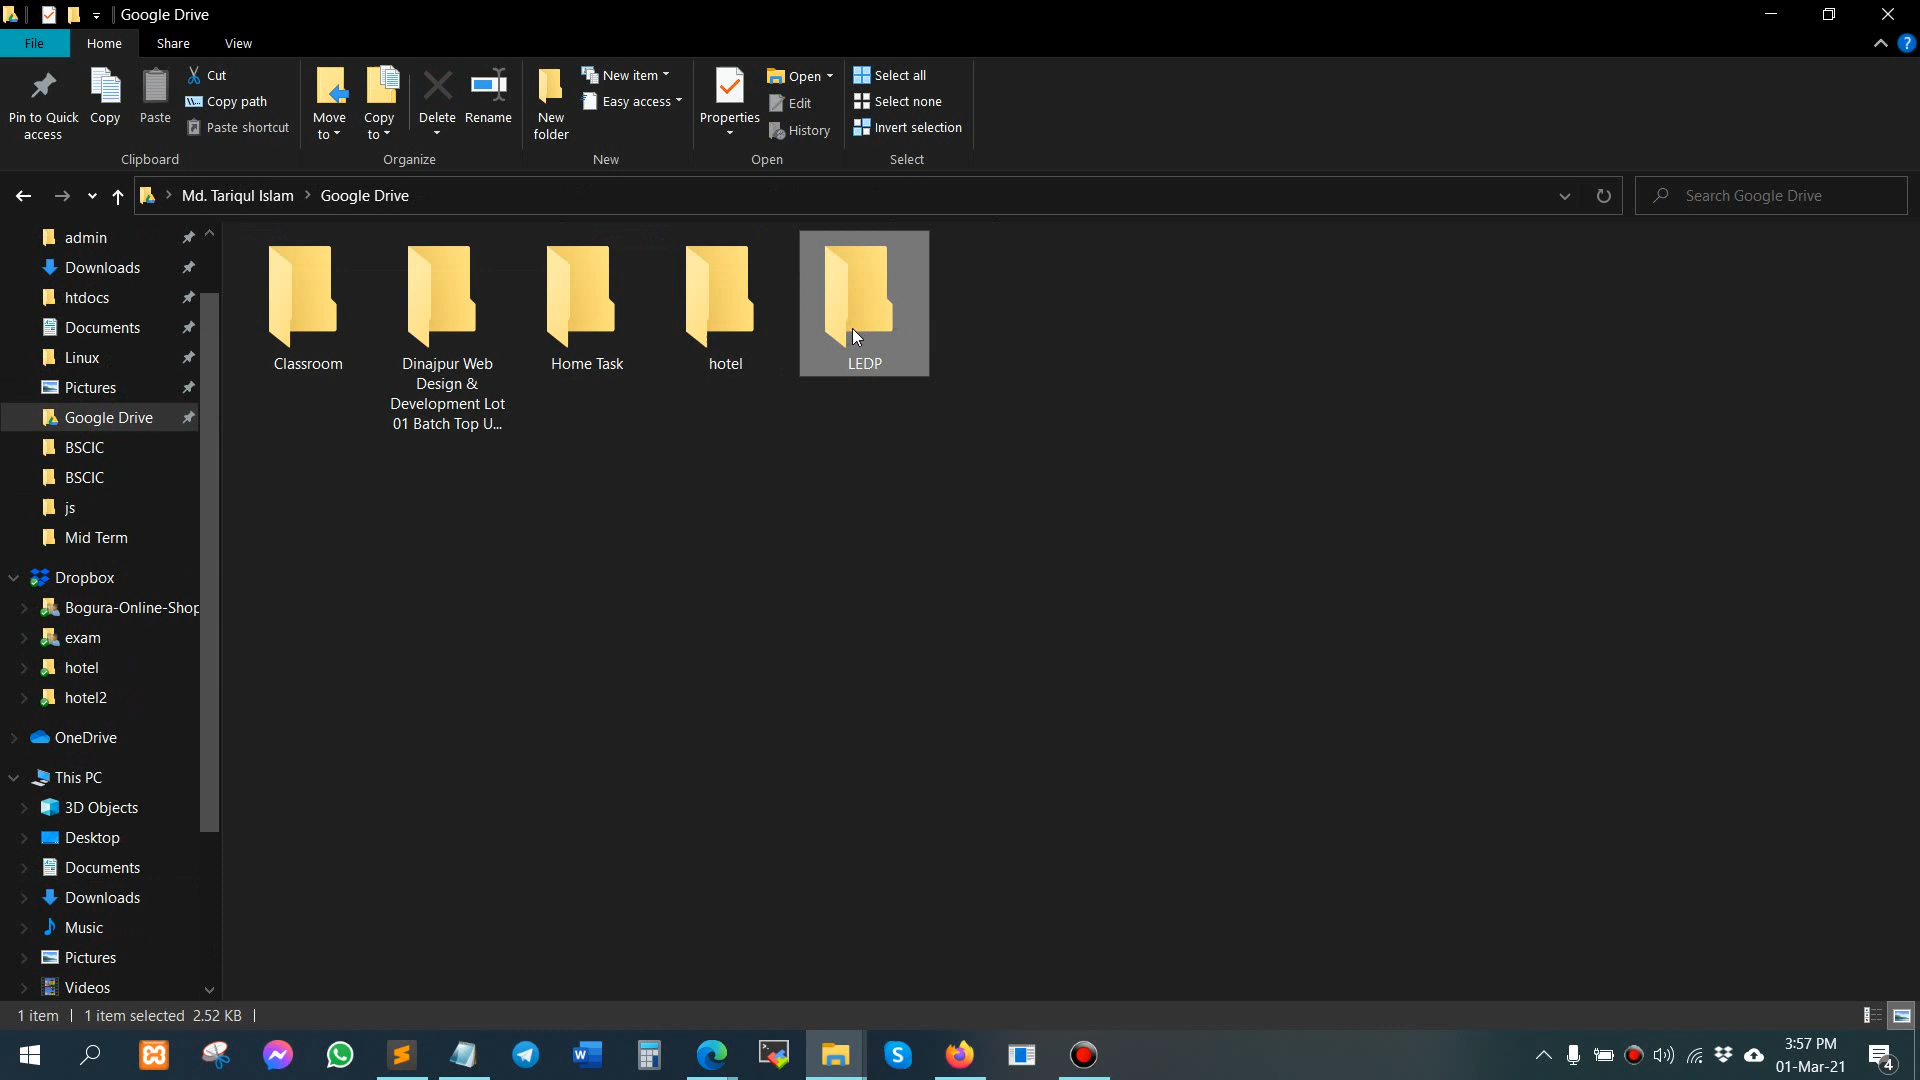 Google Drive
File Home Share View
Pin to Quick
access
Copy
Paste
Cut
Copy path
Paste shortcut
Clipboard
Move
to
Copy
to
Delete
Rename
Organize
New
folder
New item
Easy access
New
Properties
Open
Edit
History
Open
Select all
Select none
Invert selection
Select
Md. Tariqul Islam > Google Drive
Search Google Drive
admin
Downloads
htdocs
Documents
Linux
Pictures
Google Drive
BSCIC
BSCIC
js
Mid Term
Dropbox
Bogura-Online-Shop
exam
hotel
hotel2
OneDrive
This PC
3D Objects
Desktop
Documents
Downloads
Music
Pictures
Videos
Classroom
Dinajpur Web
Design &
Development Lot
01 Batch Top U...
Home Task
hotel
LEDP
1 item 1 item selected 2.52 KB
3:57 PM
01-Mar-21
4